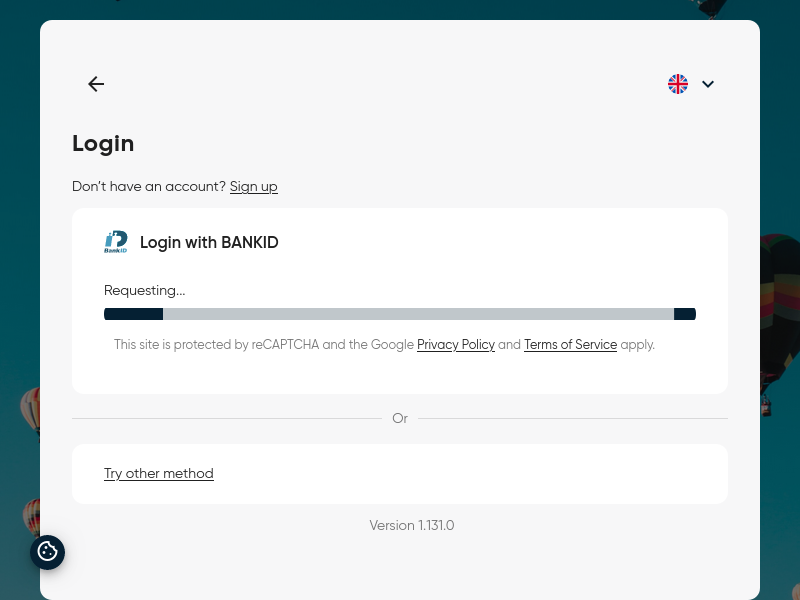 Login
Don't have an account? Sign up
BankID
Login with BANKID
Requesting...
This site is protected by reCAPTCHA and the Google Privacy Policy and Terms of Service apply.
Or
Try other method
Version 1.131.0